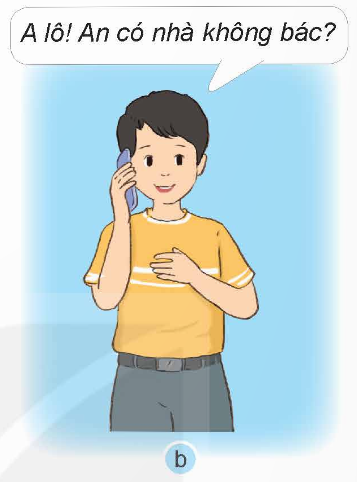 A lô! An có nhà không bác?
b